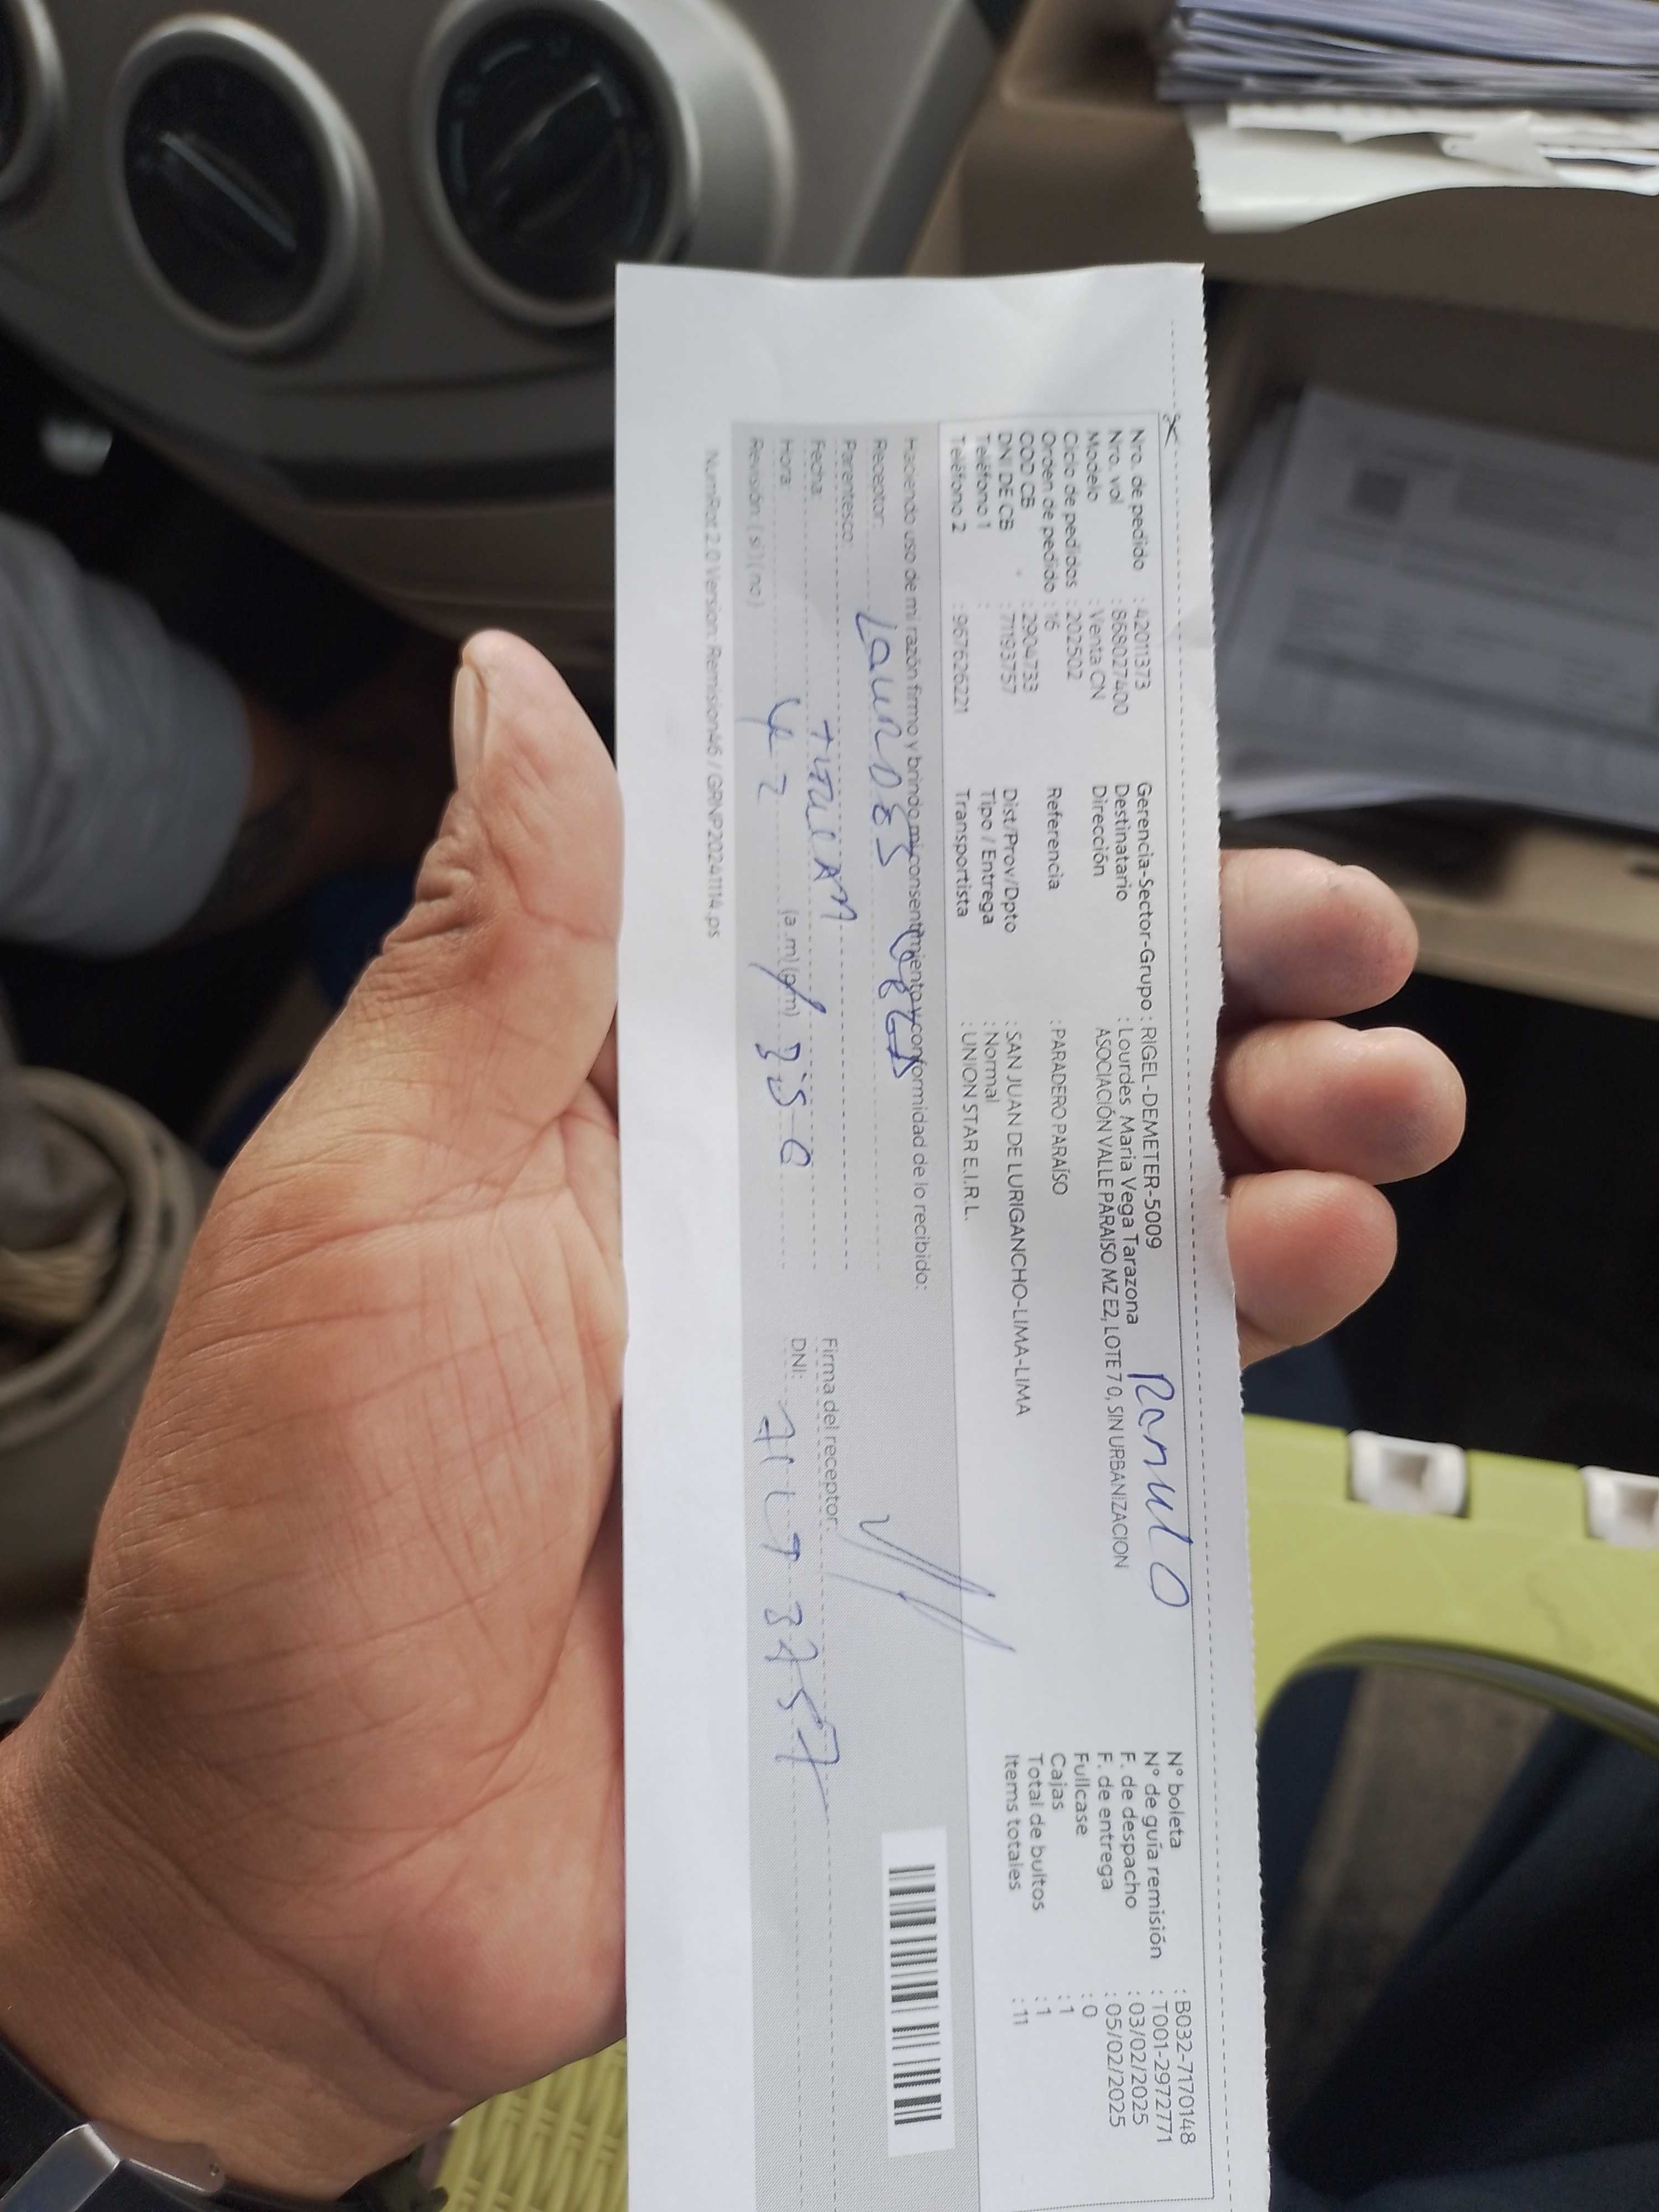 Nro. de pedido : 42011373
Nro. vol : 868027400
Modelo : Venta CN
Ciclo de pedidos : 202502
Orden de pedido : 16
COD CB : 2904733
DNI DE CB : 71193757
Teléfono 1 :
Teléfono 2 : 967626221
Gerencia-Sector-Grupo : RIGEL-DEMETER-5009
Destinatario : Lourdes Maria Vega Tarazona
Dirección ASOCIACIÓN VALLE PARAISO MZ E2, LOTE 7 0, SIN URBANIZACION
Referencia : PARADERO PARAÍSO
Dist/Prov/Dpto : SAN JUAN DE LURIGANCHO-LIMA-LIMA
Tipo / Entrega : Normal
Transportista : UNION STAR E.I.R.L.
N° boleta : B032-7170148
N° de guía remisión : T001-2972771
F. de despacho : 03/02/2025
F. de entrega : 05/02/2025
Fullcase : 0
Cajas : 1
Total de bultos : 1
Items totales : 11
Haciendo uso de mi razón firmo y brindo mi consentimiento y conformidad de lo recibido:
Receptor:
Parentesco:
Fecha:
Hora: (a.m) (p.m)
Revisión: ( si ) ( no )
Firma del receptor:
DNI: 71193757
NumRot 2.0 Version: Remision46 / GRNP20241114.ps